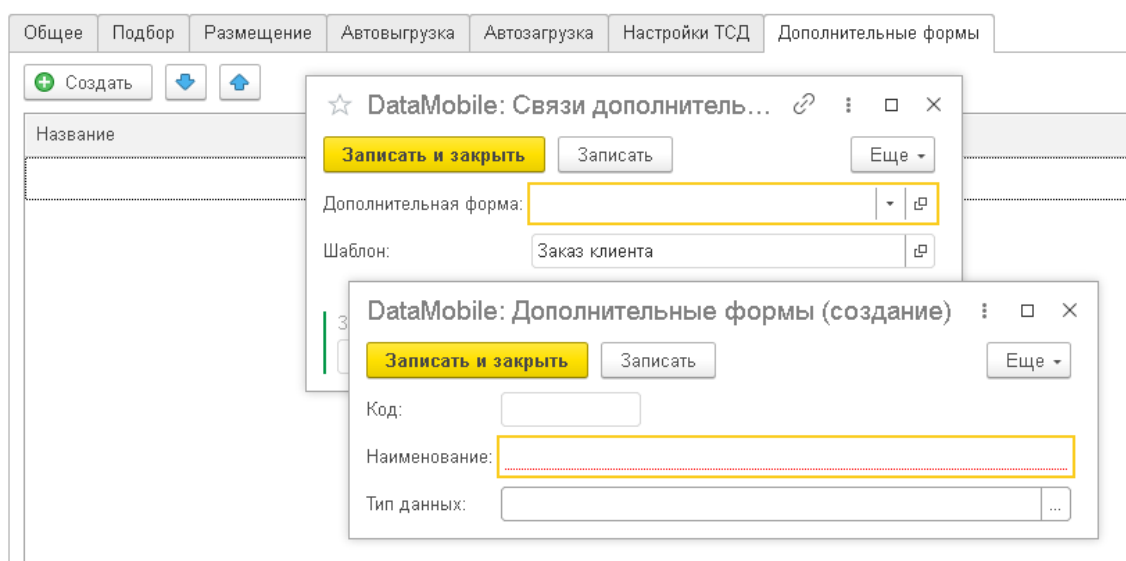 Общее Подбор Размещение Автовыгрузка Автозагрузка Настройки ТСД Дополнительные формы
Создать
Название
DataMobile: Связи дополнитель...
Записать и закрыть Записать Еще
Дополнительная форма:
Шаблон: Заказ клиента
DataMobile: Дополнительные формы (создание)
Записать и закрыть Записать Еще
Код:
Наименование:
Тип данных: ...